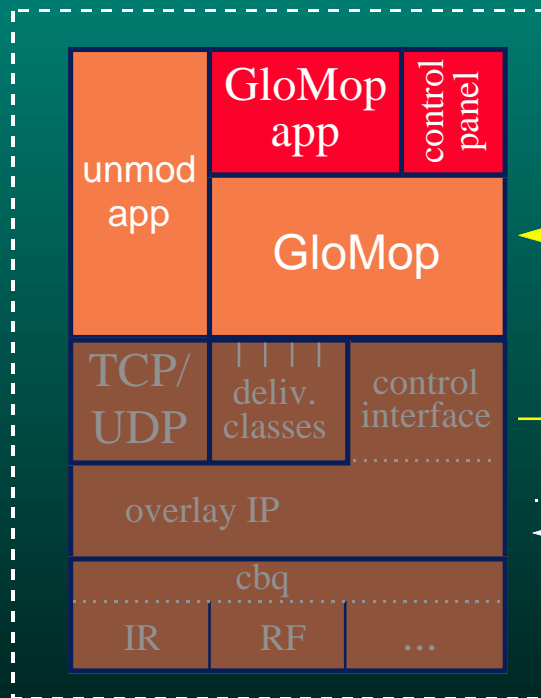 GloMop
app
control
panel
unmod
app
GloMop
TCP/
UDP
deliv.
classes
control
interface
overlay IP
cbq
IR
RF
...